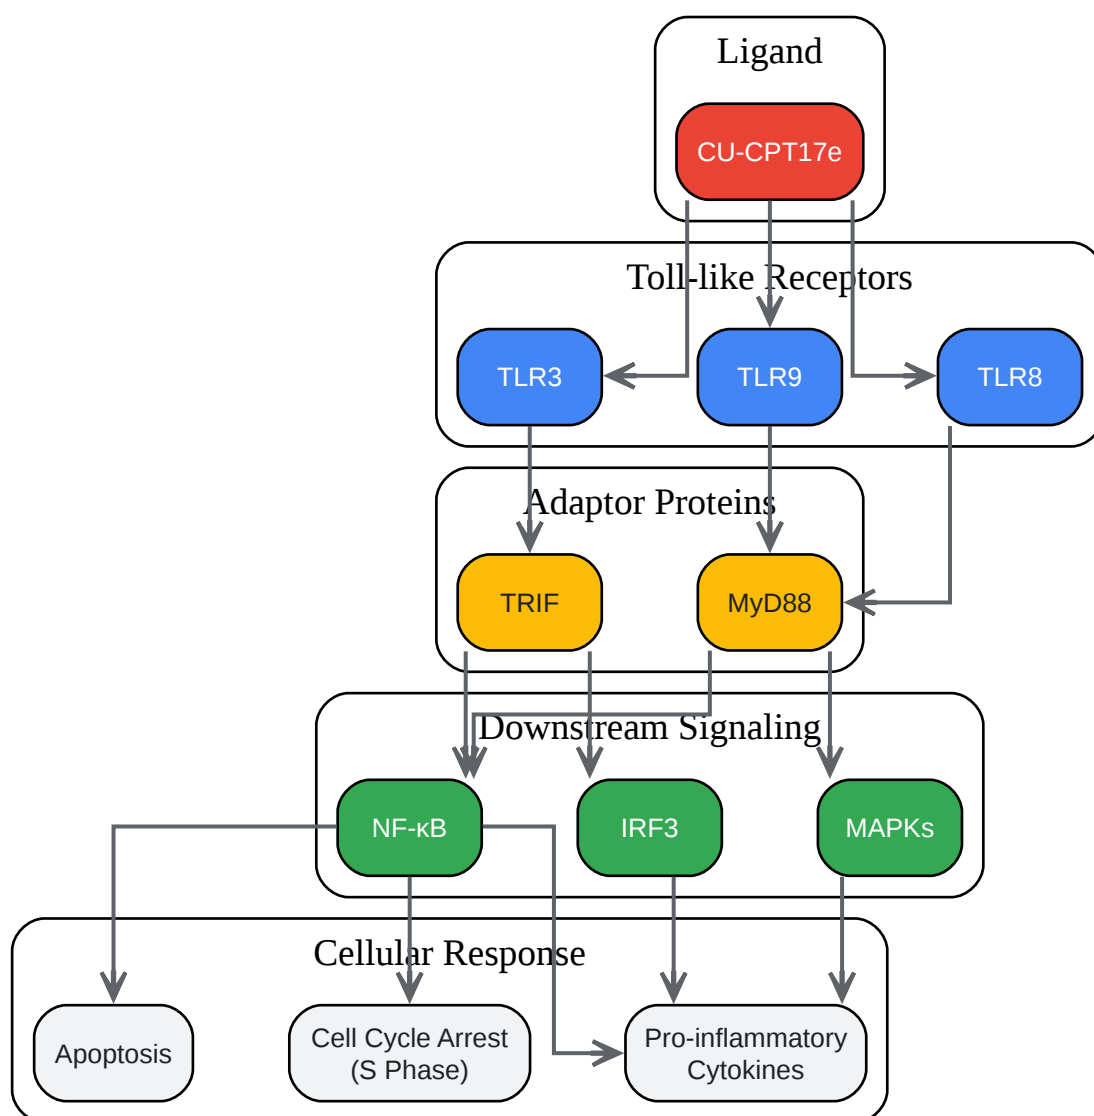 Ligand
CU-CPT17e
Toll-like Receptors
TLR3
TLR9
TLR8
Adaptor Proteins
TRIF
MyD88
Downstream Signaling
NF-κB
IRF3
MAPKs
Cellular Response
Apoptosis
Cell Cycle Arrest
(S Phase)
Pro-inflammatory
Cytokines